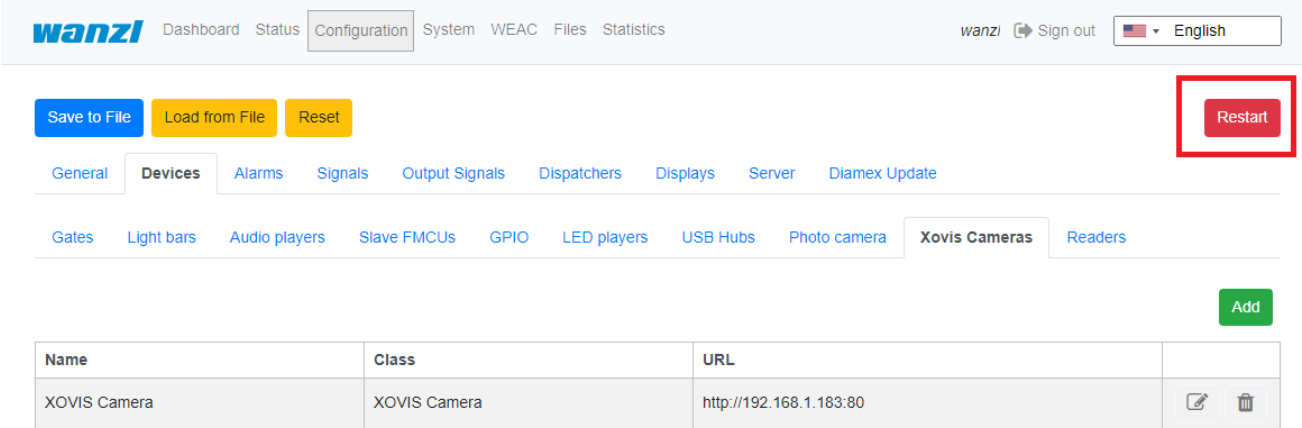 wanzl Dashboard Status Configuration System WEAC Files Statistics wanzl Sign out English
Save to File Load from File Reset Restart
General Devices Alarms Signals Output Signals Dispatchers Displays Server Diamex Update
Gates Light bars Audio players Slave FMCUs GPIO LED players USB Hubs Photo camera Xovis Cameras Readers
Add
Name Class URL
XOVIS Camera XOVIS Camera http://192.168.1.183:80